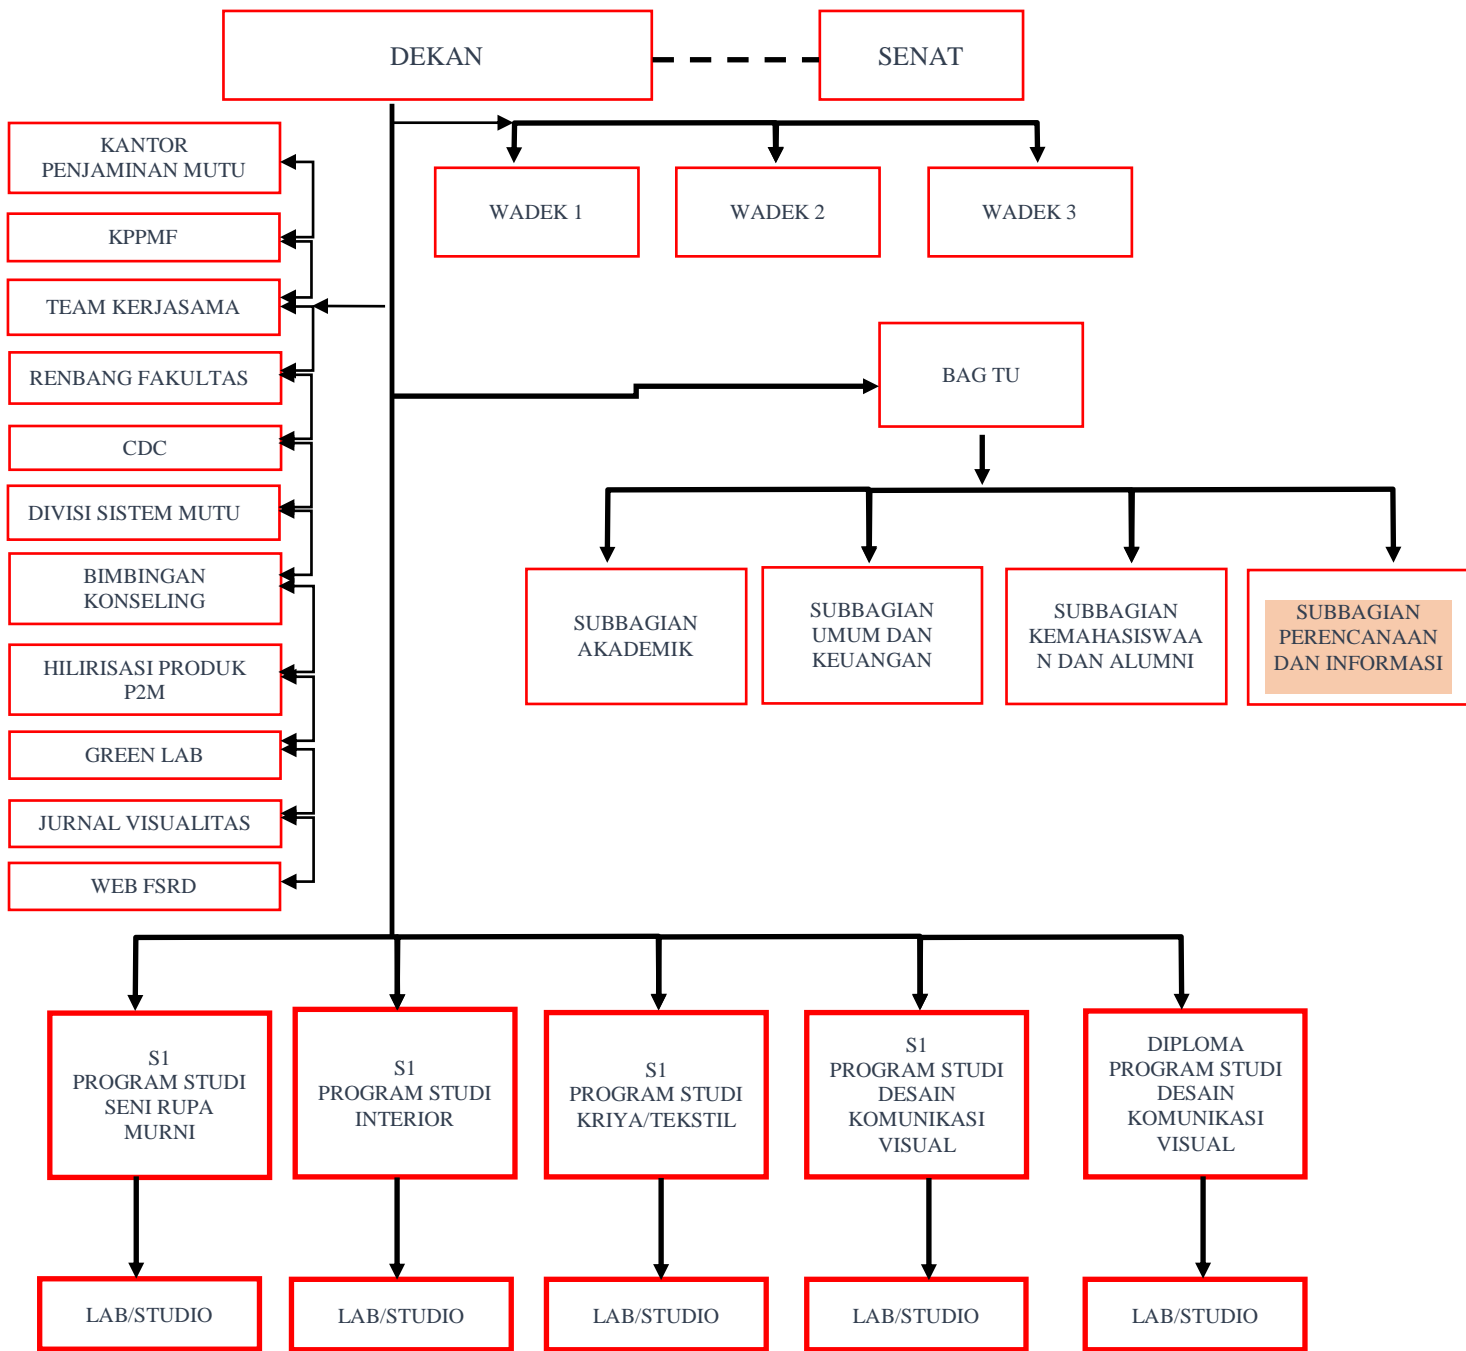 DEKAN
SENAT
KANTOR
PENJAMINAN MUTU
KPPMF
TEAM KERJASAMA
RENBANG FAKULTAS
CDC
DIVISI SISTEM MUTU
BIMBINGAN
KONSELING
HILIRISASI PRODUK
P2M
GREEN LAB
JURNAL VISUALITAS
WEB FSRD
WADEK 1
WADEK 2
WADEK 3
BAG TU
SUBBAGIAN
AKADEMIK
SUBBAGIAN
UMUM DAN
KEUANGAN
SUBBAGIAN
KEMAHASISWAA
N DAN ALUMNI
SUBBAGIAN
PERENCANAAN
DAN INFORMASI
S1
PROGRAM STUDI
SENI RUPA
MURNI
S1
PROGRAM STUDI
INTERIOR
S1
PROGRAM STUDI
KRIYA/TEKSTIL
S1
PROGRAM STUDI
DESAIN
KOMUNIKASI
VISUAL
DIPLOMA
PROGRAM STUDI
DESAIN
KOMUNIKASI
VISUAL
LAB/STUDIO
LAB/STUDIO
LAB/STUDIO
LAB/STUDIO
LAB/STUDIO